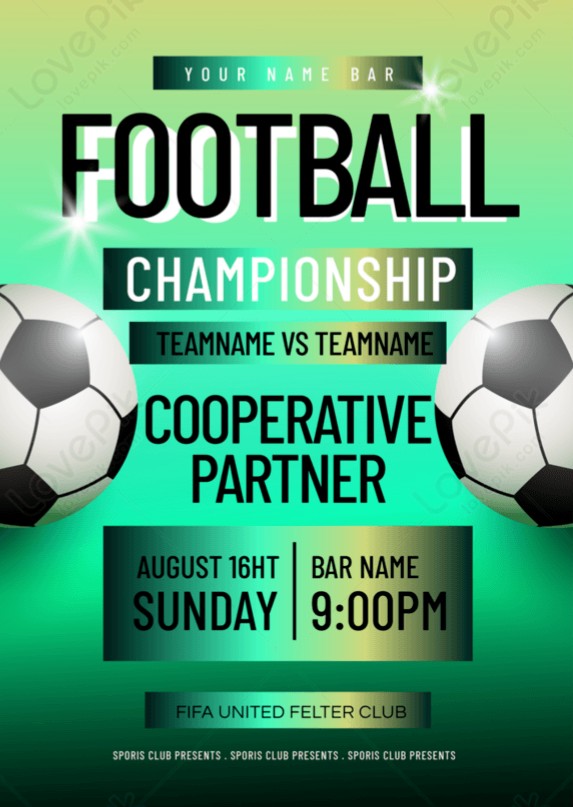 YOUR NAME BAR
FOOTBALL
CHAMPIONSHIP
TEAMNAME VS TEAMNAME
COOPERATIVE
PARTNER
AUGUST 16HT
SUNDAY
BAR NAME
9:00PM
FIFA UNITED FELTER CLUB
SPORIS CLUB PRESENTS . SPORIS CLUB PRESENTS . SPORIS CLUB PRESENTS